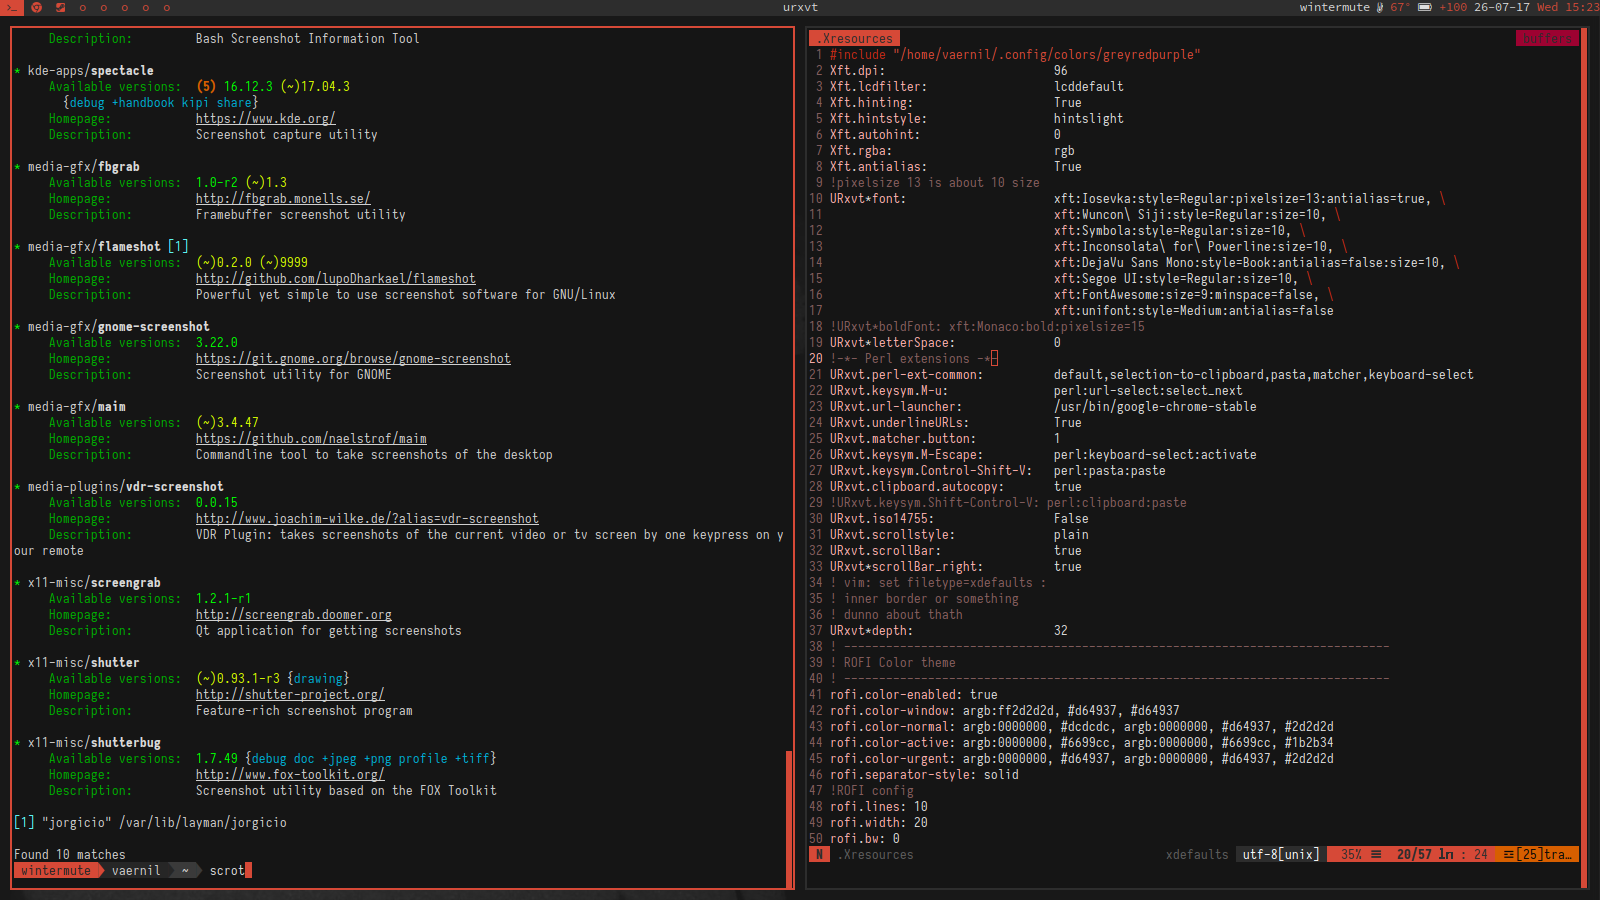 urxvt
wintermute 67° +100 26-07-17 Wed 15:23
Description: Bash Screenshot Information Tool
* kde-apps/spectacle
Available versions: (5) 16.12.3 (~)17.04.3
{debug +handbook kipi share}
Homepage: https://www.kde.org/
Description: Screenshot capture utility
* media-gfx/fbgrab
Available versions: 1.0-r2 (~)1.3
Homepage: http://fbgrab.monells.se/
Description: Framebuffer screenshot utility
* media-gfx/flameshot [1]
Available versions: (~)0.2.0 (~)9999
Homepage: http://github.com/lupoDharkael/flameshot
Description: Powerful yet simple to use screenshot software for GNU/Linux
* media-gfx/gnome-screenshot
Available versions: 3.22.0
Homepage: https://git.gnome.org/browse/gnome-screenshot
Description: Screenshot utility for GNOME
* media-gfx/maim
Available versions: (~)3.4.47
Homepage: https://github.com/naelstrof/maim
Description: Commandline tool to take screenshots of the desktop
* media-plugins/vdr-screenshot
Available versions: 0.0.15
Homepage: http://www.joachim-wilke.de/?alias=vdr-screenshot
Description: VDR Plugin: takes screenshots of the current video or tv screen by one keypress on y
our remote
* x11-misc/screengrab
Available versions: 1.2.1-r1
Homepage: http://screengrab.doomer.org
Description: Qt application for getting screenshots
* x11-misc/shutter
Available versions: (~)0.93.1-r3 {drawing}
Homepage: http://shutter-project.org/
Description: Feature-rich screenshot program
* x11-misc/shutterbug
Available versions: 1.7.49 {debug doc +jpeg +png profile +tiff}
Homepage: http://www.fox-toolkit.org/
Description: Screenshot utility based on the FOX Toolkit
[1] "jorgicio" /var/lib/layman/jorgicio
Found 10 matches
wintermute vaernil ~ scrot
.Xresources buffers
1 #include "/home/vaernil/.config/colors/greyredpurple"
2 Xft.dpi: 96
3 Xft.lcdfilter: lcddefault
4 Xft.hinting: True
5 Xft.hintstyle: hintslight
6 Xft.autohint: 0
7 Xft.rgba: rgb
8 Xft.antialias: True
9 !pixelsize 13 is about 10 size
10 URxvt*font: xft:Iosevka:style=Regular:pixelsize=13:antialias=true, \
11 xft:Wuncon\ Siji:style=Regular:size=10, \
12 xft:Symbola:style=Regular:size=10, \
13 xft:Inconsolata\ for\ Powerline:size=10, \
14 xft:DejaVu Sans Mono:style=Book:antialias=false:size=10, \
15 xft:Segoe UI:style=Regular:size=10, \
16 xft:FontAwesome:size=9:minspace=false, \
17 xft:unifont:style=Medium:antialias=false
18 !URxvt*boldFont: xft:Monaco:bold:pixelsize=15
19 URxvt*letterSpace: 0
20 !-*- Perl extensions -*-
21 URxvt.perl-ext-common: default,selection-to-clipboard,pasta,matcher,keyboard-select
22 URxvt.keysym.M-u: perl:url-select:select_next
23 URxvt.url-launcher: /usr/bin/google-chrome-stable
24 URxvt.underlineURLs: True
25 URxvt.matcher.button: 1
26 URxvt.keysym.M-Escape: perl:keyboard-select:activate
27 URxvt.keysym.Control-Shift-V: perl:pasta:paste
28 URxvt.clipboard.autocopy: true
29 !URxvt.keysym.Shift-Control-V: perl:clipboard:paste
30 URxvt.iso14755: False
31 URxvt.scrollstyle: plain
32 URxvt.scrollBar: true
33 URxvt*scrollBar_right: true
34 ! vim: set filetype=xdefaults :
35 ! inner border or something
36 ! dunno about thath
37 URxvt*depth: 32
38 ! ------------------------------------------------------------------------------
39 ! ROFI Color theme
40 ! ------------------------------------------------------------------------------
41 rofi.color-enabled: true
42 rofi.color-window: argb:ff2d2d2d, #d64937, #d64937
43 rofi.color-normal: argb:0000000, #dcdcdc, argb:0000000, #d64937, #2d2d2d
44 rofi.color-active: argb:0000000, #6699cc, argb:0000000, #6699cc, #1b2b34
45 rofi.color-urgent: argb:0000000, #d64937, argb:0000000, #d64937, #2d2d2d
46 rofi.separator-style: solid
47 !ROFI config
48 rofi.lines: 10
49 rofi.width: 20
50 rofi.bw: 0
N .Xresources xdefaults utf-8[unix] 35% ☰ 20/57 ln : 24 ☲[25]tra…